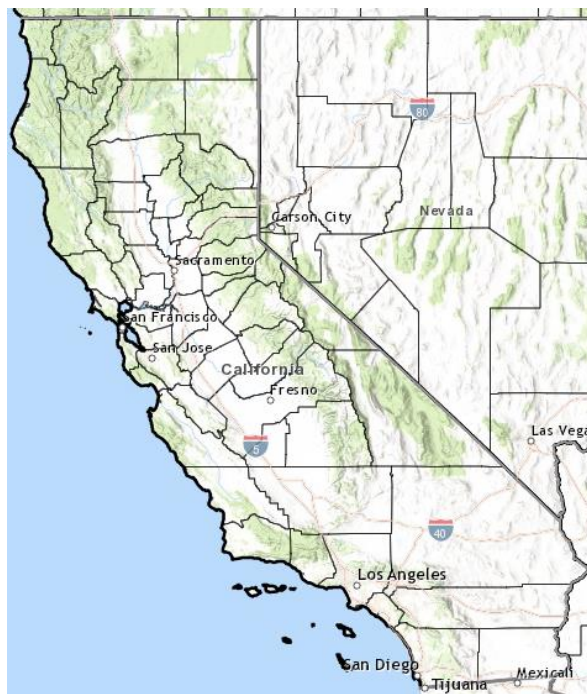 80
Nevada
Carson City
Sacramento
San Francisco
San Jose
California
Fresno
Las Vega
5
40
Los Angeles
San Diego
Tijuana
Mexicali